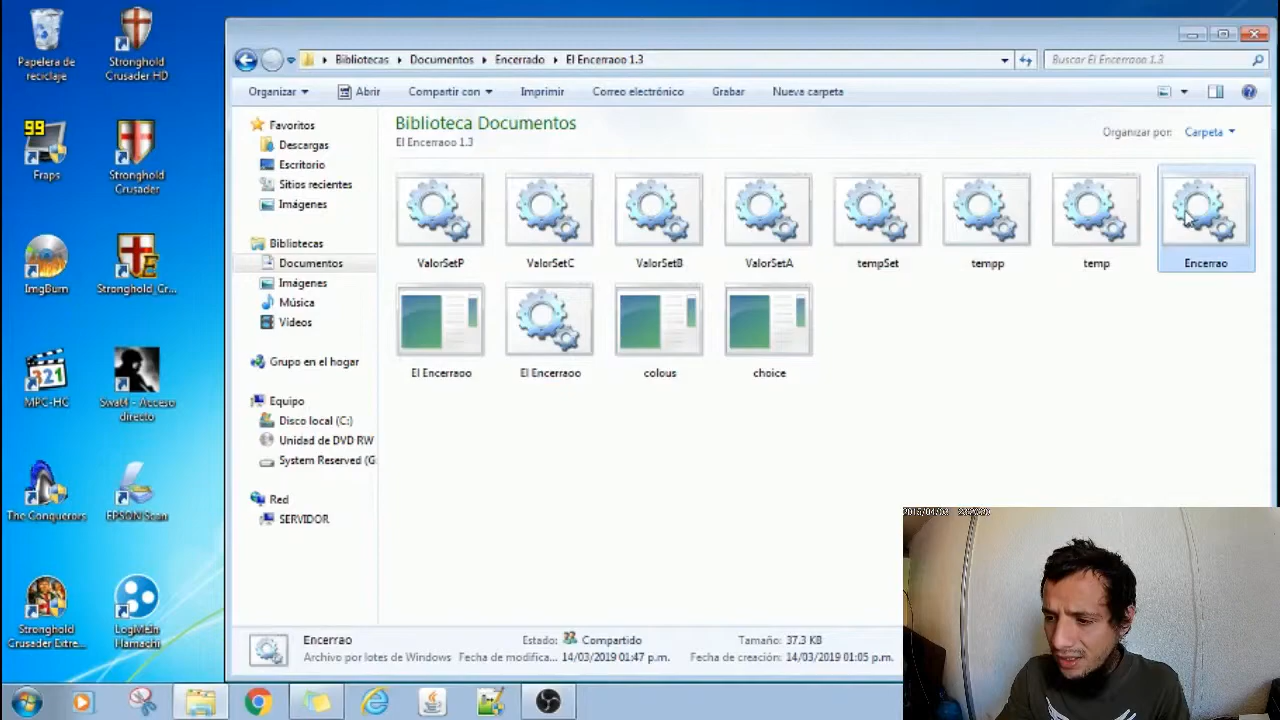 Papelera de
reciclaje
Stronghold
Crusader HD
99
Fraps
Stronghold
Crusader
ImgBurn
Stronghold_Cr...
321
MPC-HC
Swat4 - Acceso
directo
The Conquerors
EPSON Scan
Stronghold
Crusader Extre...
LogMeIn
Hamachi
Bibliotecas
Documentos
Encerrado
El Encerraoo 1.3
Buscar El Encerraoo 1.3
Organizar
Abrir
Compartir con
Imprimir
Correo electrónico
Grabar
Nueva carpeta
Favoritos
Descargas
Escritorio
Sitios recientes
Imágenes
Bibliotecas
Documentos
Imágenes
Música
Vídeos
Grupo en el hogar
Equipo
Disco local (C:)
Unidad de DVD RW
System Reserved (G
Red
SERVIDOR
Biblioteca Documentos
El Encerraoo 1.3
Organizar por: Carpeta
ValorSetP
ValorSetC
ValorSetB
ValorSetA
tempSet
tempp
temp
Encerrao
El Encerraoo
El Encerraoo
colous
choice
Encerrao
Archivo por lotes de Windows
Estado: Compartido
Fecha de modifica... 14/03/2019 01:47 p.m.
Tamaño: 37.3 KB
Fecha de creación: 14/03/2019 01:05 p.m.